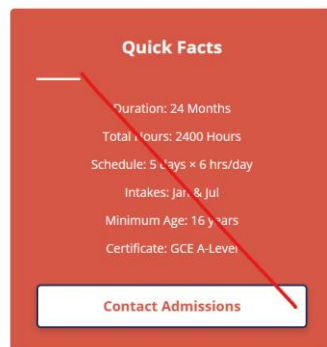 Quick Facts
Duration: 24 Months
Total Hours: 2400 Hours
Schedule: 5 days × 6 hrs/day
Intakes: Jan & Jul
Minimum Age: 16 years
Certificate: GCE A-Level
Contact Admissions